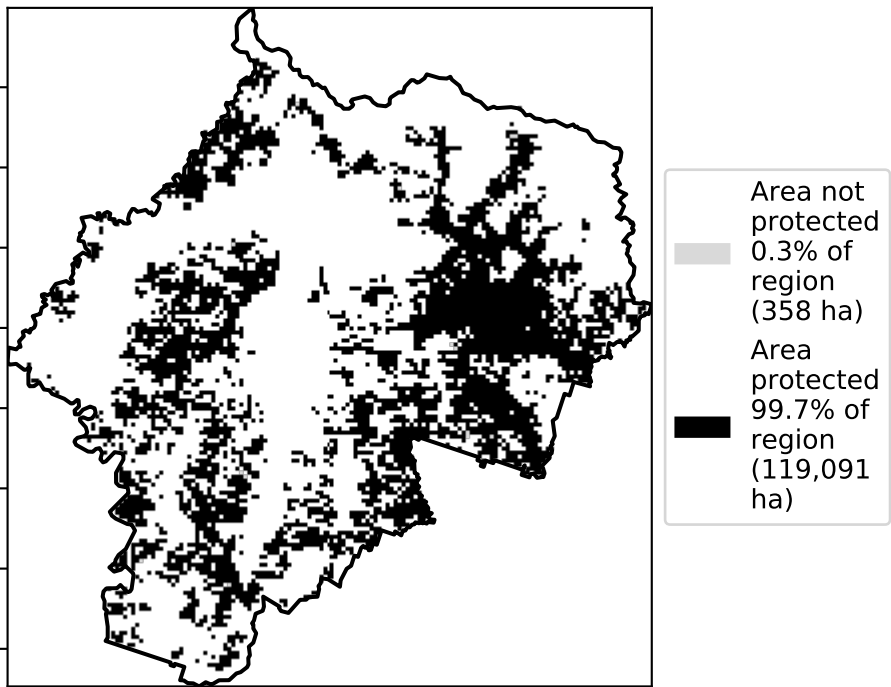 Area not
protected
0.3% of
region
(358 ha)
Area
protected
99.7% of
region
(119,091
ha)